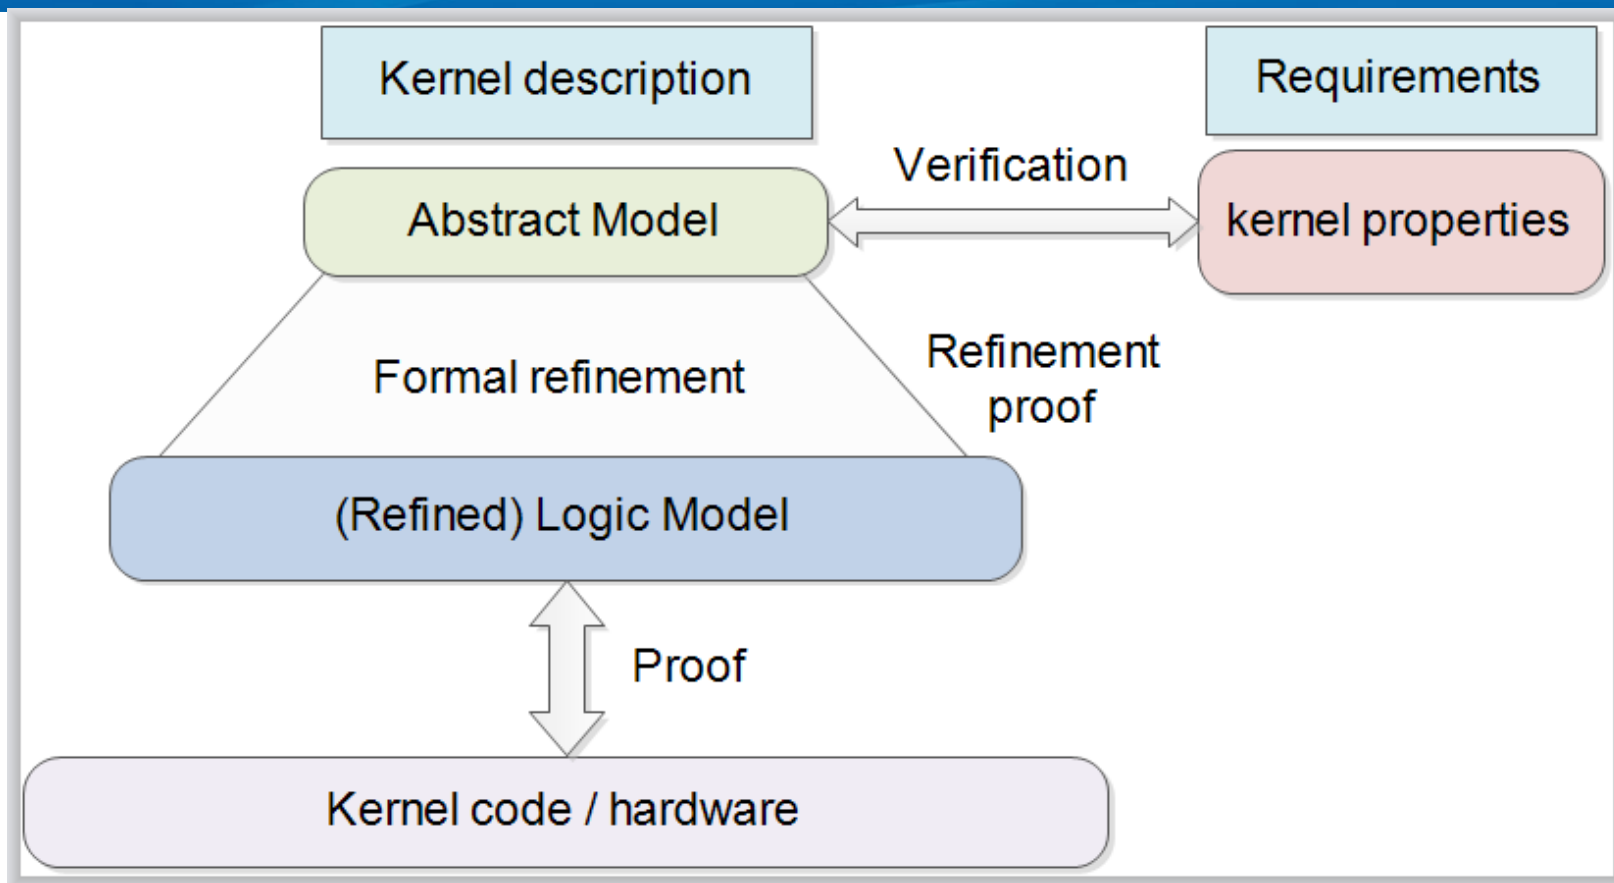 Kernel description
Requirements
Verification
Abstract Model
kernel properties
Formal refinement
Refinement
proof
(Refined) Logic Model
Proof
Kernel code / hardware